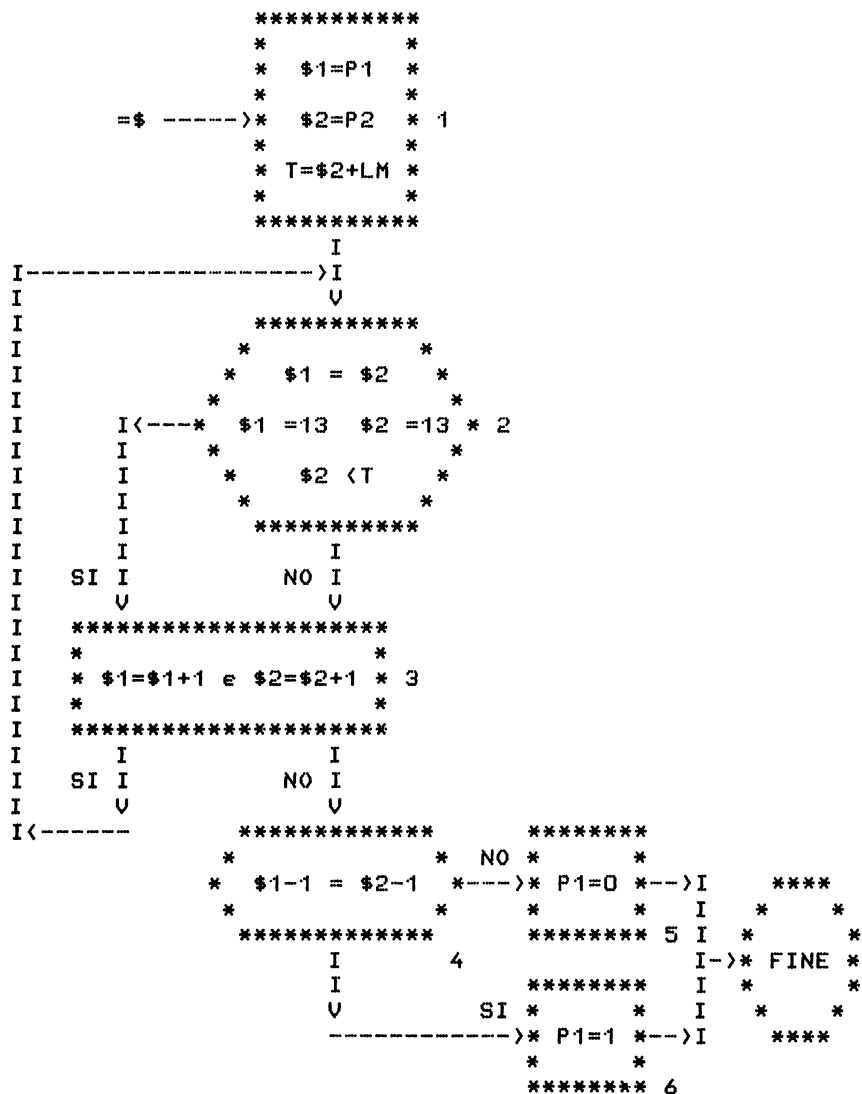 $1=P1
=$ $2=P2 1
T=$2+LM
$1 = $2
$1 =13 $2 =13 2
$2 <T
SI NO
$1=$1+1 e $2=$2+1 3
SI NO
NO
$1-1 = $2-1 P1=0
5
4 FINE
SI
P1=1
6